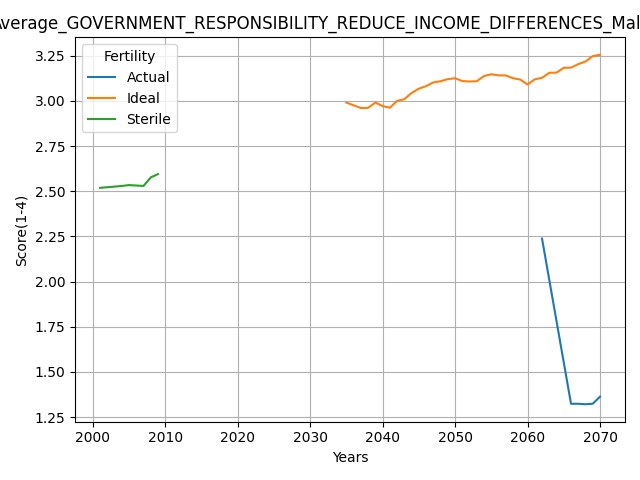 verage_GOVERNMENT_RESPONSIBILITY_REDUCE_INCOME_DIFFERENCES_Mal
Fertility
Actual
Ideal
Sterile
3.25
3.00
2.75
2.50
2.25
2.00
1.75
1.50
1.25
Score(1-4)
2000 2010 2020 2030 2040 2050 2060 2070
Years